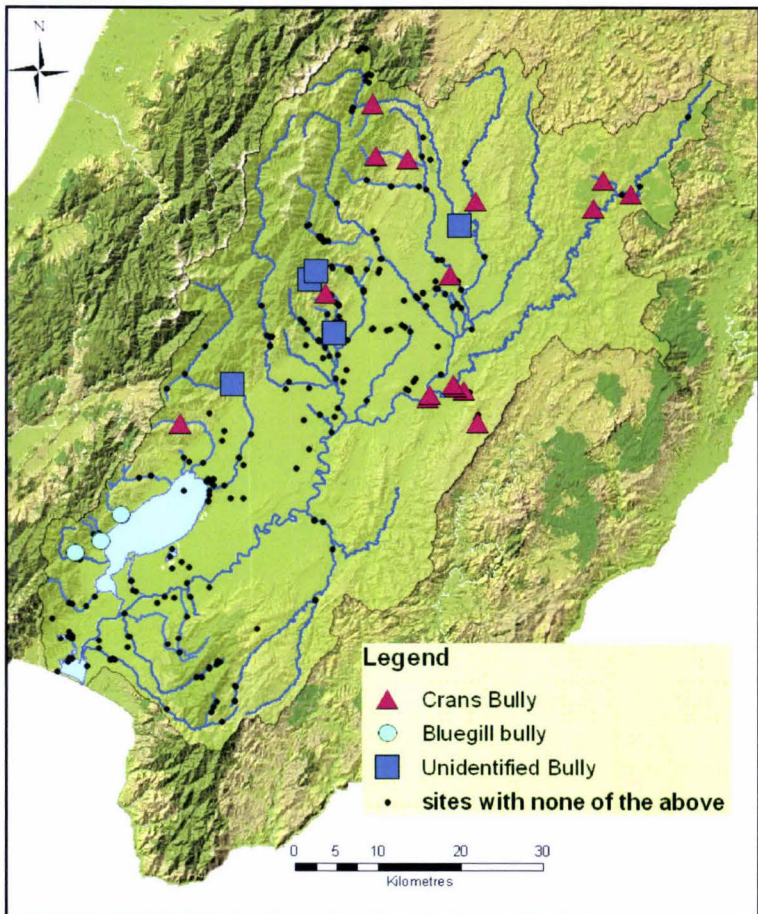 N
Legend
Crans Bully
Bluegill bully
Unidentified Bully
sites with none of the above
0 5 10 20 30
Kilometres